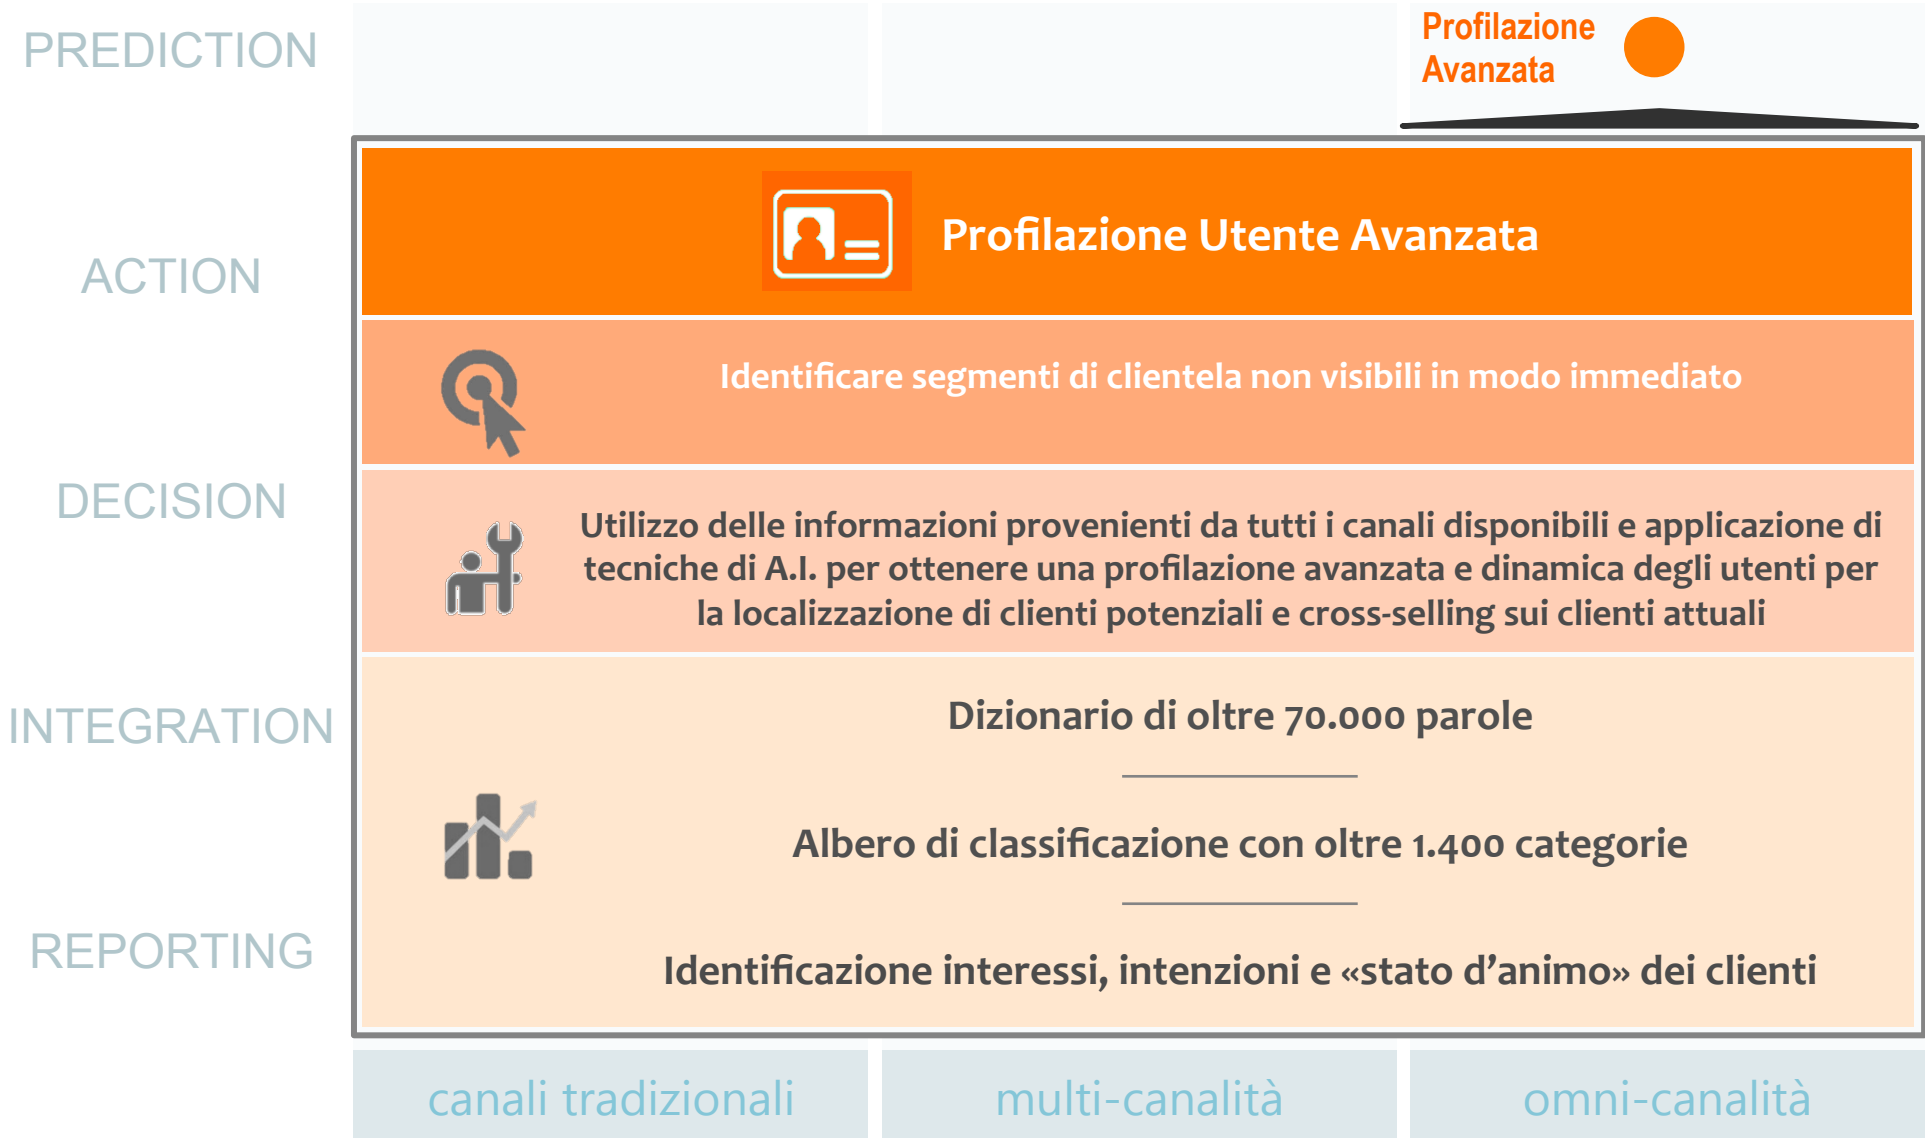 PREDICTION
Profilazione
Avanzata
ACTION
Profilazione Utente Avanzata
Identificare segmenti di clientela non visibili in modo immediato
DECISION
Utilizzo delle informazioni provenienti da tutti i canali disponibili e applicazione di
tecniche di A.I. per ottenere una profilazione avanzata e dinamica degli utenti per
la localizzazione di clienti potenziali e cross-selling sui clienti attuali
INTEGRATION
Dizionario di oltre 70.000 parole
Albero di classificazione con oltre 1.400 categorie
REPORTING
Identificazione interessi, intenzioni e «stato d’animo» dei clienti
canali tradizionali
multi-canalità
omni-canalità